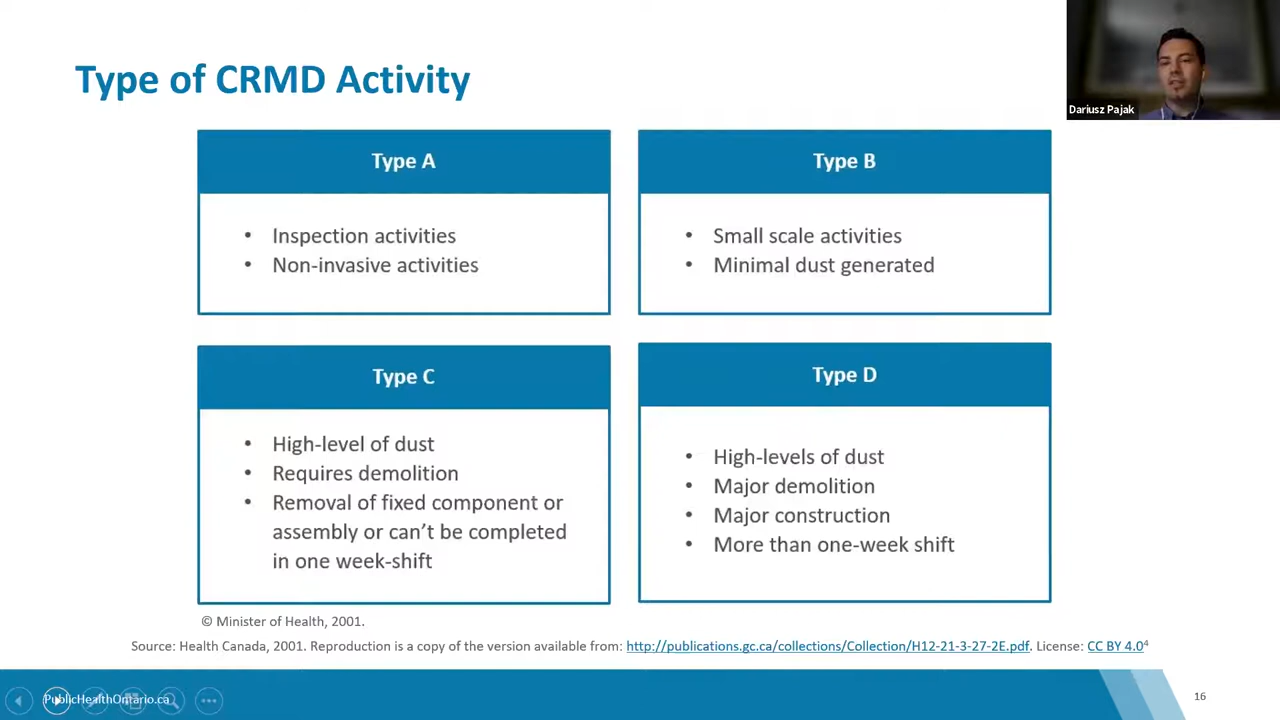 Type of CRMD Activity
Dariusz Pajak
Type A
• Inspection activities
• Non-invasive activities
Type B
• Small scale activities
• Minimal dust generated
Type C
• High-level of dust
• Requires demolition
• Removal of fixed component or
assembly or can’t be completed
in one week-shift
Type D
• High-levels of dust
• Major demolition
• Major construction
• More than one-week shift
© Minister of Health, 2001.
Source: Health Canada, 2001. Reproduction is a copy of the version available from: http://publications.gc.ca/collections/Collection/H12-21-3-27-2E.pdf. License: CC BY 4.0⁴
PublicHealthOntario.ca
16